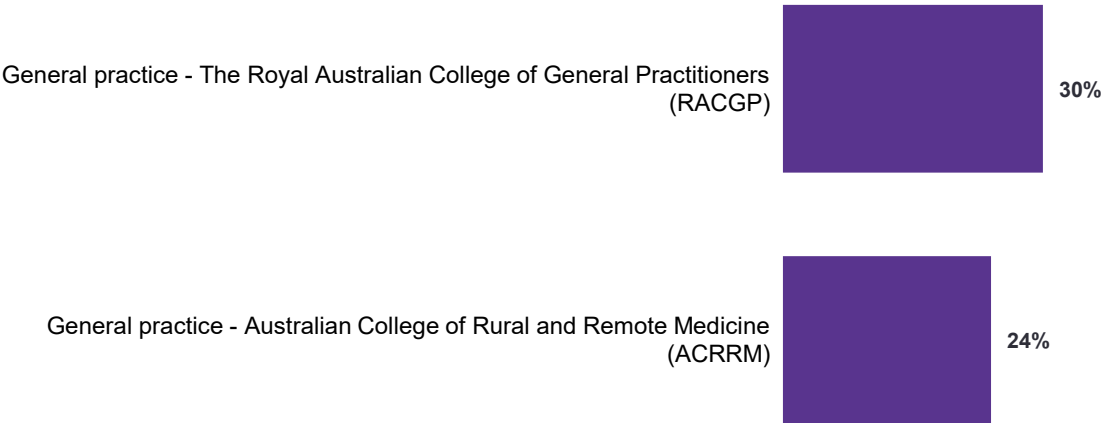 General practice - The Royal Australian College of General Practitioners
(RACGP)
30%
General practice - Australian College of Rural and Remote Medicine
(ACRRM)
24%